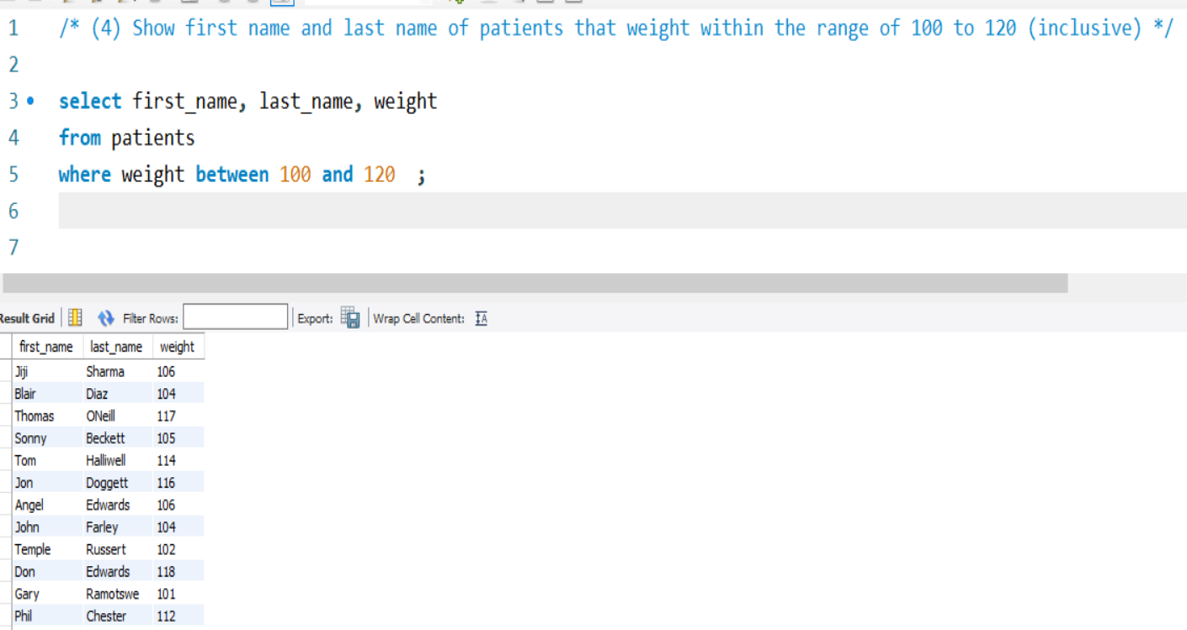 1 /* (4) Show first name and last name of patients that weight within the range of 100 to 120 (inclusive) */
2
3 select first_name, last_name, weight
4 from patients
5 where weight between 100 and 120 ;
6
7
Result Grid Filter Rows: Export: Wrap Cell Content:
first_name last_name weight
Jiji Sharma 106
Blair Diaz 104
Thomas ONeill 117
Sonny Beckett 105
Tom Halliwell 114
Jon Doggett 116
Angel Edwards 106
John Farley 104
Temple Russert 102
Don Edwards 118
Gary Ramotswe 101
Phil Chester 112